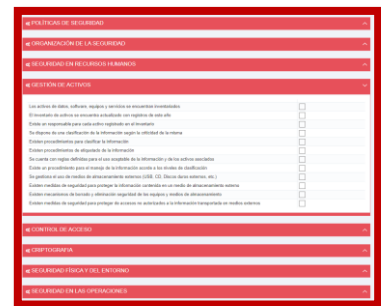 POLÍTICAS DE SEGURIDAD
ORGANIZACIÓN DE LA SEGURIDAD
SEGURIDAD EN RECURSOS HUMANOS
GESTIÓN DE ACTIVOS
Los activos de datos, software, equipos y servicios se encuentran inventariados
El inventario de activos se encuentra actualizado con registros de este año
Existe un responsable para cada activo registrado en el inventario
Se dispone de una clasificación de la información según la criticidad de la misma
Existen procedimientos para clasificar la información
Existen procedimientos de etiquetado de la información
Se cuenta con reglas definidas para el uso aceptable de la información y de los activos asociados
Existe un procedimiento para el manejo de la información acorde a los niveles de clasificación
Se gestiona el uso de medios de almacenamiento externos (USB, CD, Discos duros externos, etc.)
Existen medidas de seguridad para proteger la información contenida en un medio de almacenamiento externo
Existen mecanismos de borrado y eliminación seguridad de los equipos y medios de almacenamiento
Existen medidas de seguridad para proteger de accesos no autorizados a la información transportada en medios externos
CONTROL DE ACCESO
CRIPTOGRAFIA
SEGURIDAD FÍSICA Y DEL ENTORNO
SEGURIDAD EN LAS OPERACIONES